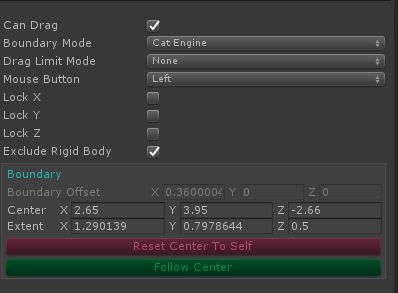 Can Drag
Boundary Mode Cat Engine
Drag Limit Mode None
Mouse Button Left
Lock X
Lock Y
Lock Z
Exclude Rigid Body
Boundary
Boundary Offset X 0.3600004 Y 0 Z 0
Center X 2.65 Y 3.95 Z -2.66
Extent X 1.290139 Y 0.7978644 Z 0.5
Reset Center To Self
Follow Center